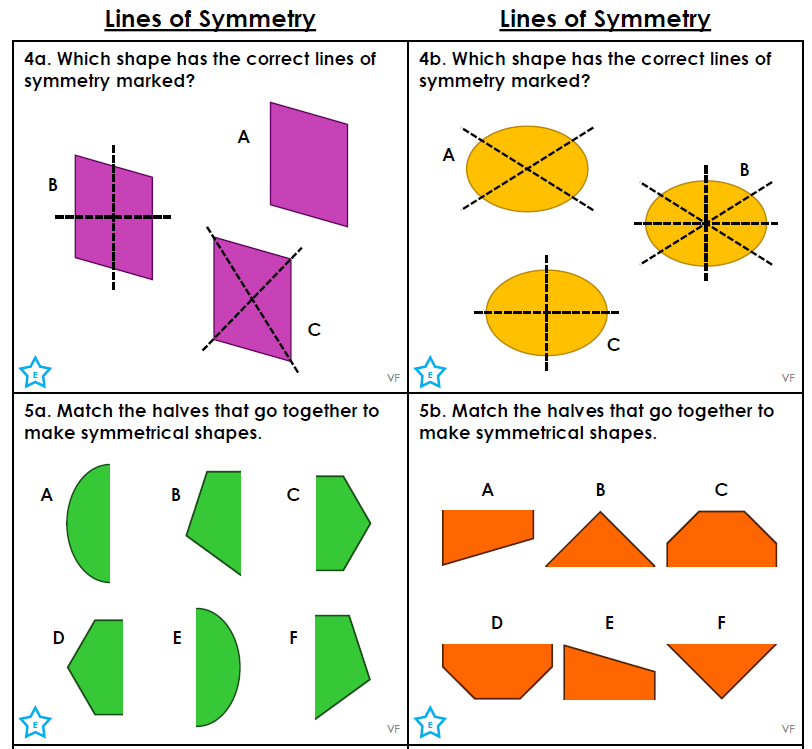 Lines of Symmetry
Lines of Symmetry
4a. Which shape has the correct lines of
symmetry marked?
A
B
C
E
VF
4b. Which shape has the correct lines of
symmetry marked?
A
B
C
E
VF
5a. Match the halves that go together to
make symmetrical shapes.
A B C
D E F
E
VF
5b. Match the halves that go together to
make symmetrical shapes.
A B C
D E F
E
VF